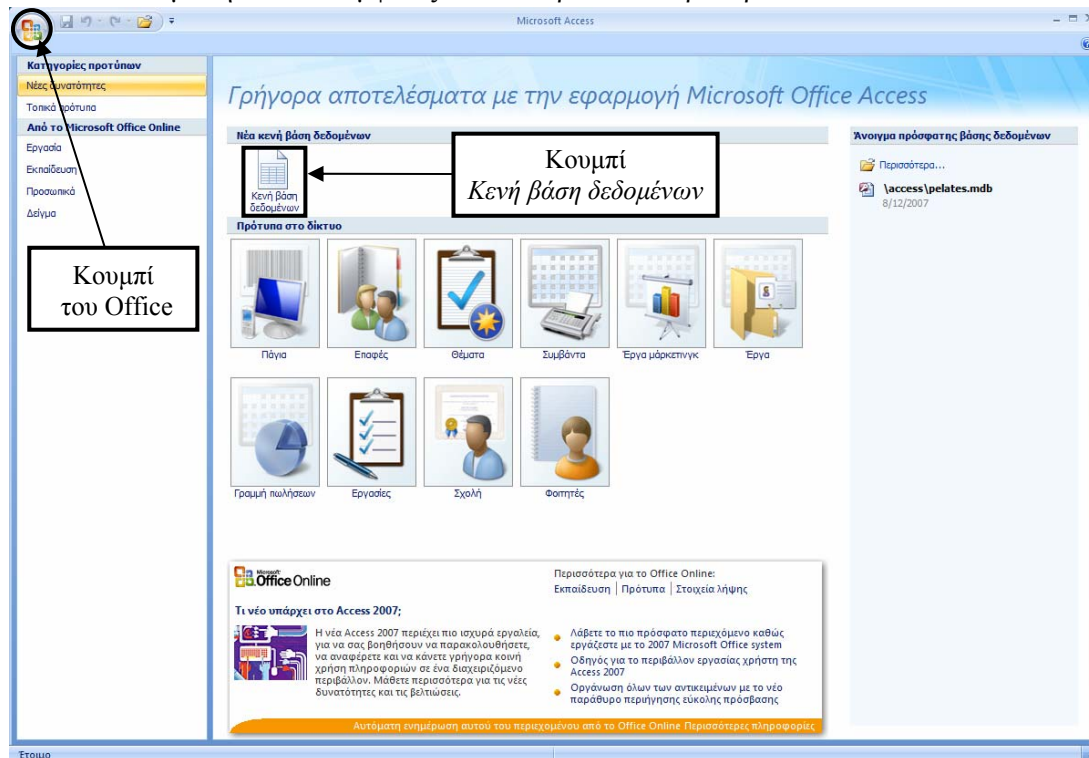 Microsoft Access
Κατηγορίες προτύπων
Νέες δυνατότητες
Τοπικά πρότυπα
Από το Microsoft Office Online
Εργασία
Εκπαίδευση
Προσωπικά
Δείγμα
Κουμπί
του Office
Γρήγορα αποτελέσματα με την εφαρμογή Microsoft Office Access
Νέα κενή βάση δεδομένων
Κενή βάση
δεδομένων
Κουμπί
Κενή βάση δεδομένων
Πρότυπα στο δίκτυο
Πάγια
Επαφές
Θέματα
Συμβάντα
Έργα μάρκετινγκ
Έργα
Γραμμή πωλήσεων
Εργασίες
Σχολή
Φοιτητές
Microsoft
Office Online
Περισσότερα για το Office Online:
Εκπαίδευση | Πρότυπα | Στοιχεία λήψης
Τι νέο υπάρχει στο Access 2007;
Η νέα Access 2007 περιέχει πιο ισχυρά εργαλεία,
για να σας βοηθήσουν να παρακολουθήσετε,
να αναφέρετε και να κάνετε γρήγορα κοινή
χρήση πληροφοριών σε ένα διαχειριζόμενο
περιβάλλον. Μάθετε περισσότερα για τις νέες
δυνατότητες και τις βελτιώσεις.
Λάβετε το πιο πρόσφατο περιεχόμενο καθώς
εργάζεστε με το 2007 Microsoft Office system
Οδηγός για το περιβάλλον εργασίας χρήστη της
Access 2007
Οργάνωση όλων των αντικειμένων με το νέο
παράθυρο περιήγησης εύκολης πρόσβασης
Αυτόματη ενημέρωση αυτού του περιεχομένου από το Office Online Περισσότερες πληροφορίες
Άνοιγμα πρόσφατης βάσης δεδομένων
Περισσότερα...
\access\pelates.mdb
8/12/2007
Έτοιμο